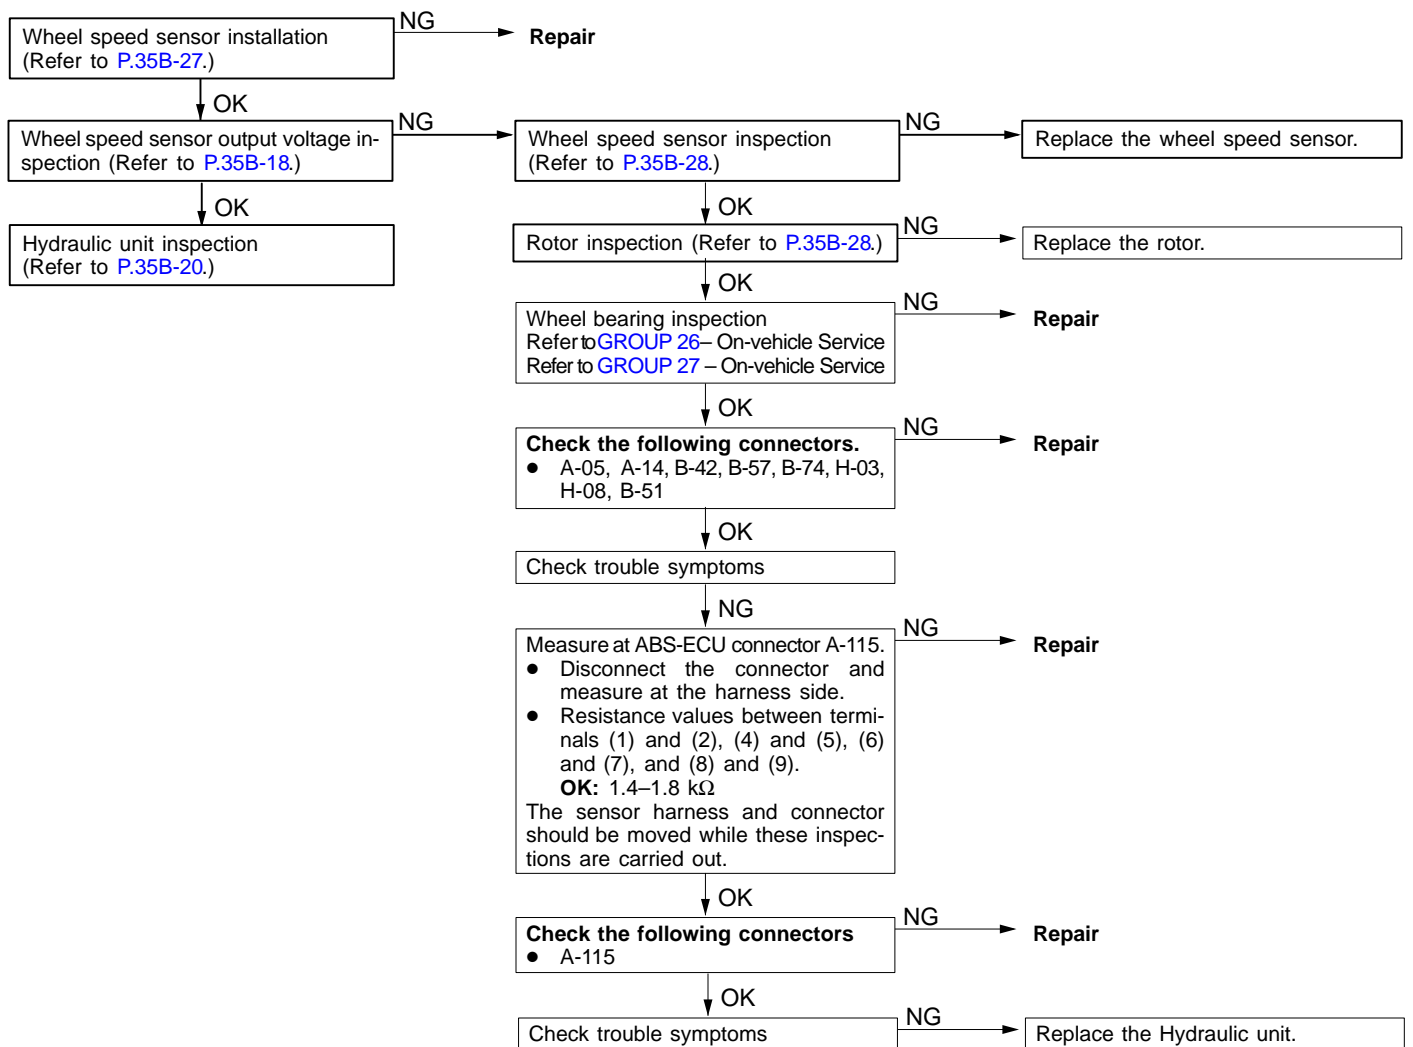 Wheel speed sensor installation
(Refer to P.35B-27.)
NG
Repair
OK
Wheel speed sensor output voltage in-
spection (Refer to P.35B-18.)
NG
Wheel speed sensor inspection
(Refer to P.35B-28.)
NG
Replace the wheel speed sensor.
OK
Hydraulic unit inspection
(Refer to P.35B-20.)
OK
Rotor inspection (Refer to P.35B-28.)
NG
Replace the rotor.
OK
Wheel bearing inspection
Refer to GROUP 26 – On-vehicle Service
Refer to GROUP 27 – On-vehicle Service
NG
Repair
OK
Check the following connectors.
● A-05, A-14, B-42, B-57, B-74, H-03,
H-08, B-51
NG
Repair
OK
Check trouble symptoms
NG
Measure at ABS-ECU connector A-115.
● Disconnect the connector and
measure at the harness side.
● Resistance values between termi-
nals (1) and (2), (4) and (5), (6)
and (7), and (8) and (9).
OK: 1.4–1.8 kΩ
The sensor harness and connector
should be moved while these inspec-
tions are carried out.
NG
Repair
OK
Check the following connectors
● A-115
NG
Repair
OK
Check trouble symptoms
NG
Replace the Hydraulic unit.